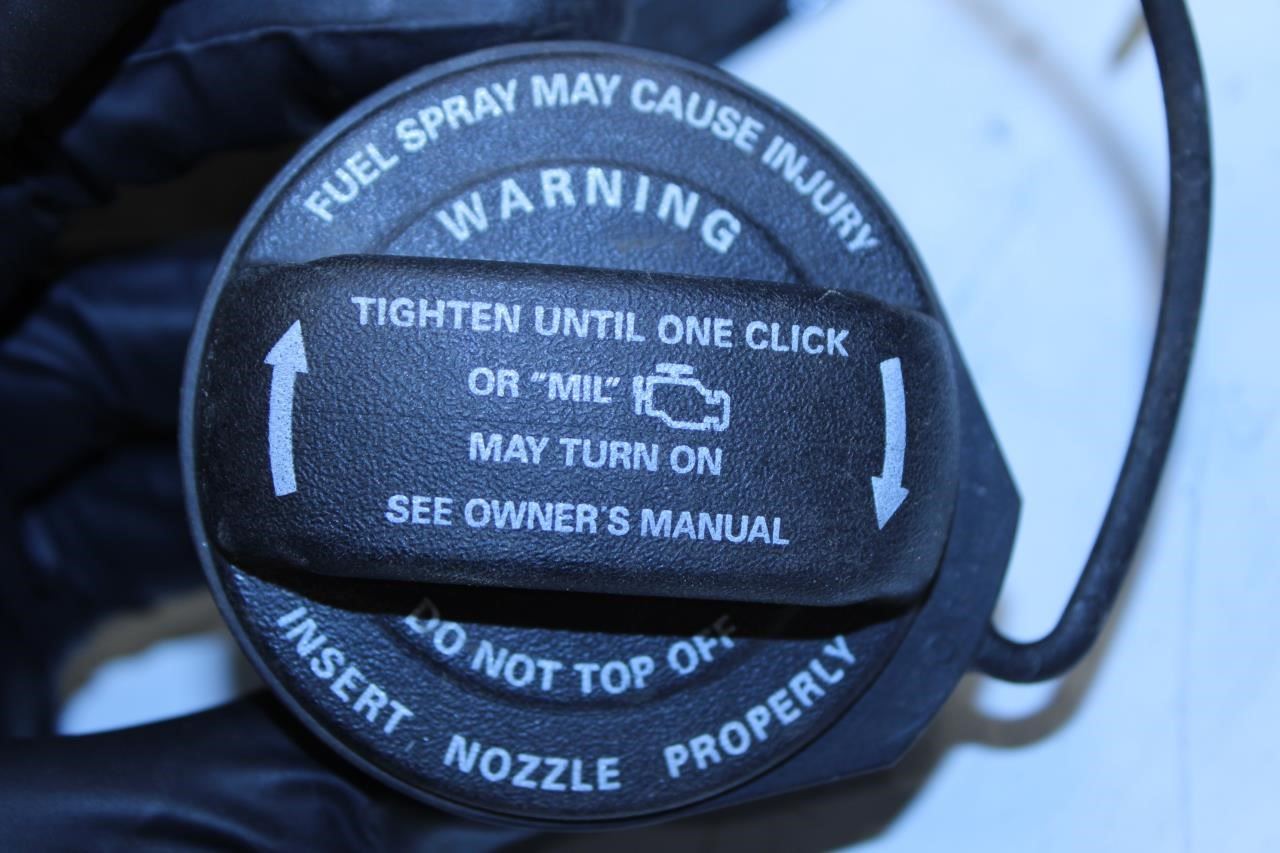 FUEL SPRAY MAY CAUSE INJURY
WARNING
TIGHTEN UNTIL ONE CLICK
OR "MIL"
MAY TURN ON
SEE OWNER'S MANUAL
DO NOT TOP OFF
INSERT NOZZLE PROPERLY